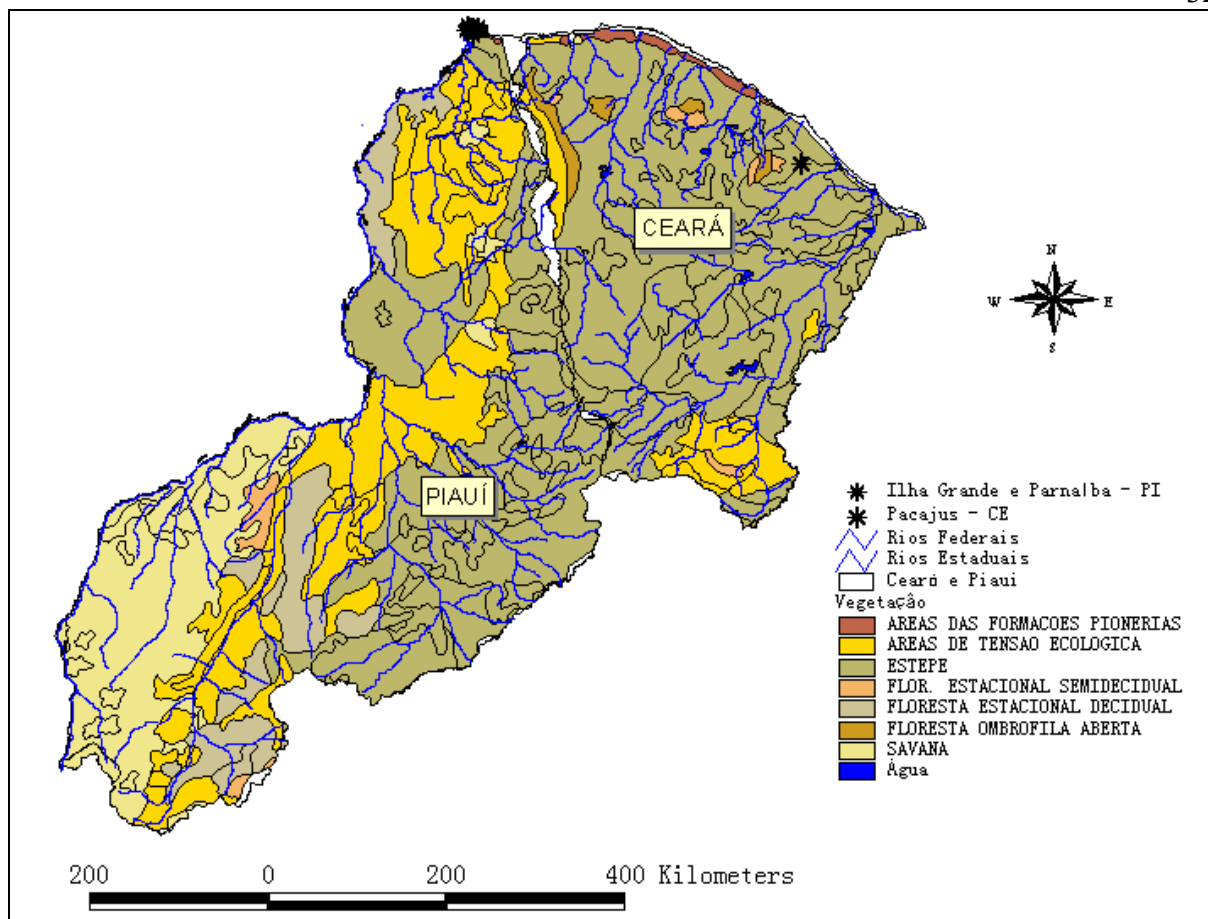 CEARÁ
PIAUÍ
N
W
E
S
Ilha Grande e Parnaíba - PI
Pacajus - CE
Rios Federais
Rios Estaduais
Ceará e Piaui
Vegetação
AREAS DAS FORMACOES PIONERIAS
AREAS DE TENSAO ECOLOGICA
ESTEPE
FLOR. ESTACIONAL SEMIDECIDUAL
FLORESTA ESTACIONAL DECIDUAL
FLORESTA OMBROFILA ABERTA
SAVANA
Água
200 0 200 400 Kilometers